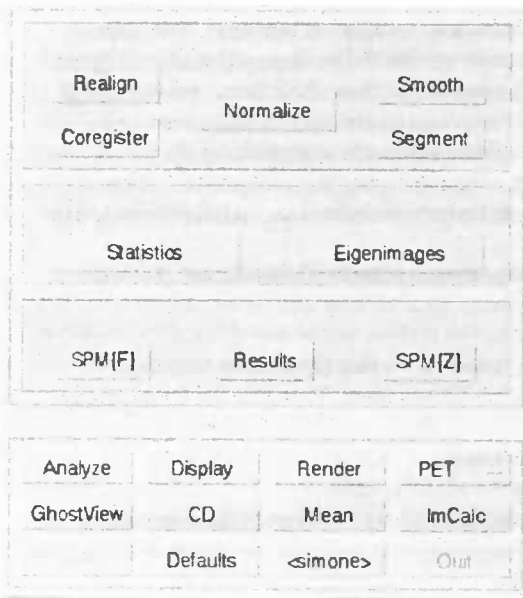 Realign Smooth
Normalize
Coregister Segment
Statistics Eigenimages
SPM{F} Results SPM{Z}
Analyze Display Render PET
GhostView CD Mean ImCalc
Defaults <simone> Quit